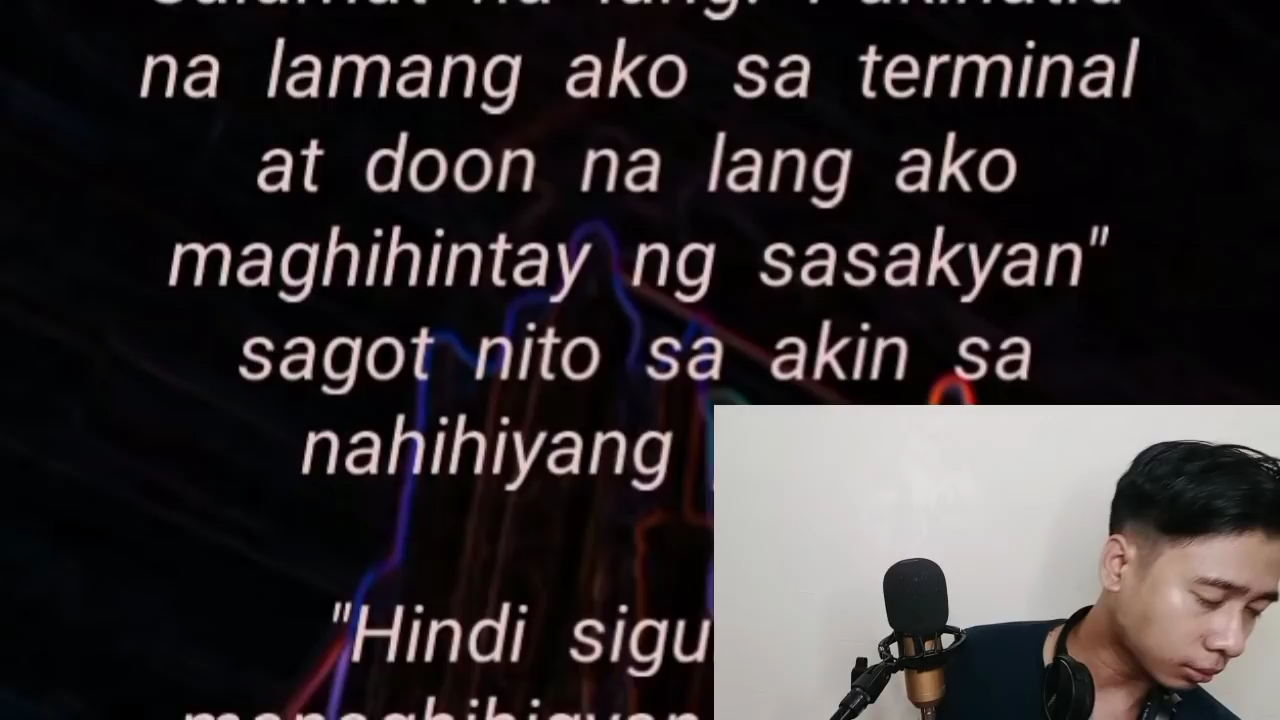 na lamang ako sa terminal
at doon na lang ako
maghihintay ng sasakyan"
sagot nito sa akin sa
nahihiyang
"Hindi